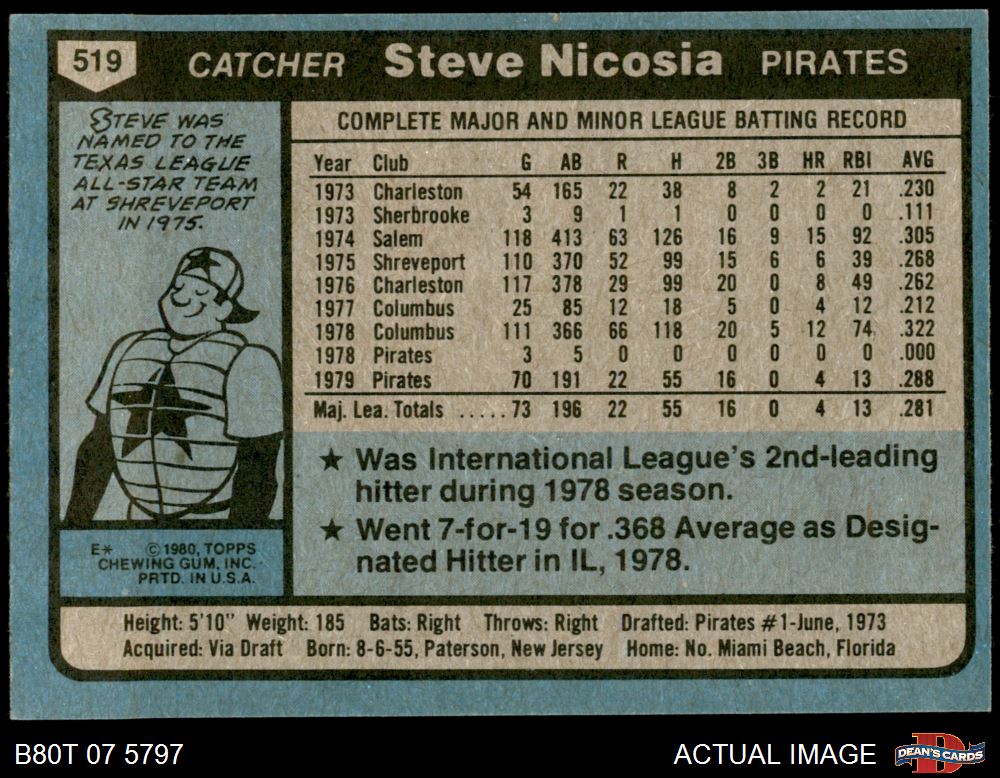 519 CATCHER Steve Nicosia PIRATES
STEVE WAS
NAMED TO THE
TEXAS LEAGUE
ALL-STAR TEAM
AT SHREVEPORT
IN 1975.
COMPLETE MAJOR AND MINOR LEAGUE BATTING RECORD
Year Club G AB R H 2B 3B HR RBI AVG
1973 Charleston 54 165 22 38 8 2 2 21 .230
1973 Sherbrooke 3 9 1 1 0 0 0 0 .111
1974 Salem 118 413 63 126 16 9 15 92 .305
1975 Shreveport 110 370 52 99 15 6 6 39 .268
1976 Charleston 117 378 29 99 20 0 8 49 .262
1977 Columbus 25 85 12 18 5 0 4 12 .212
1978 Columbus 111 366 66 118 20 5 12 74 .322
1978 Pirates 3 5 0 0 0 0 0 0 .000
1979 Pirates 70 191 22 55 16 0 4 13 .288
Maj. Lea. Totals .....73 196 22 55 16 0 4 13 .281
★ Was International League's 2nd-leading
hitter during 1978 season.
★ Went 7-for-19 for .368 Average as Desig-
nated Hitter in IL, 1978.
E* © 1980, TOPPS
CHEWING GUM, INC.
PRTD. IN U.S.A.
Height: 5'10" Weight: 185 Bats: Right Throws: Right Drafted: Pirates #1-June, 1973
Acquired: Via Draft Born: 8-6-55, Paterson, New Jersey Home: No. Miami Beach, Florida
B80T 07 5797 ACTUAL IMAGE DEAN'S CARDS